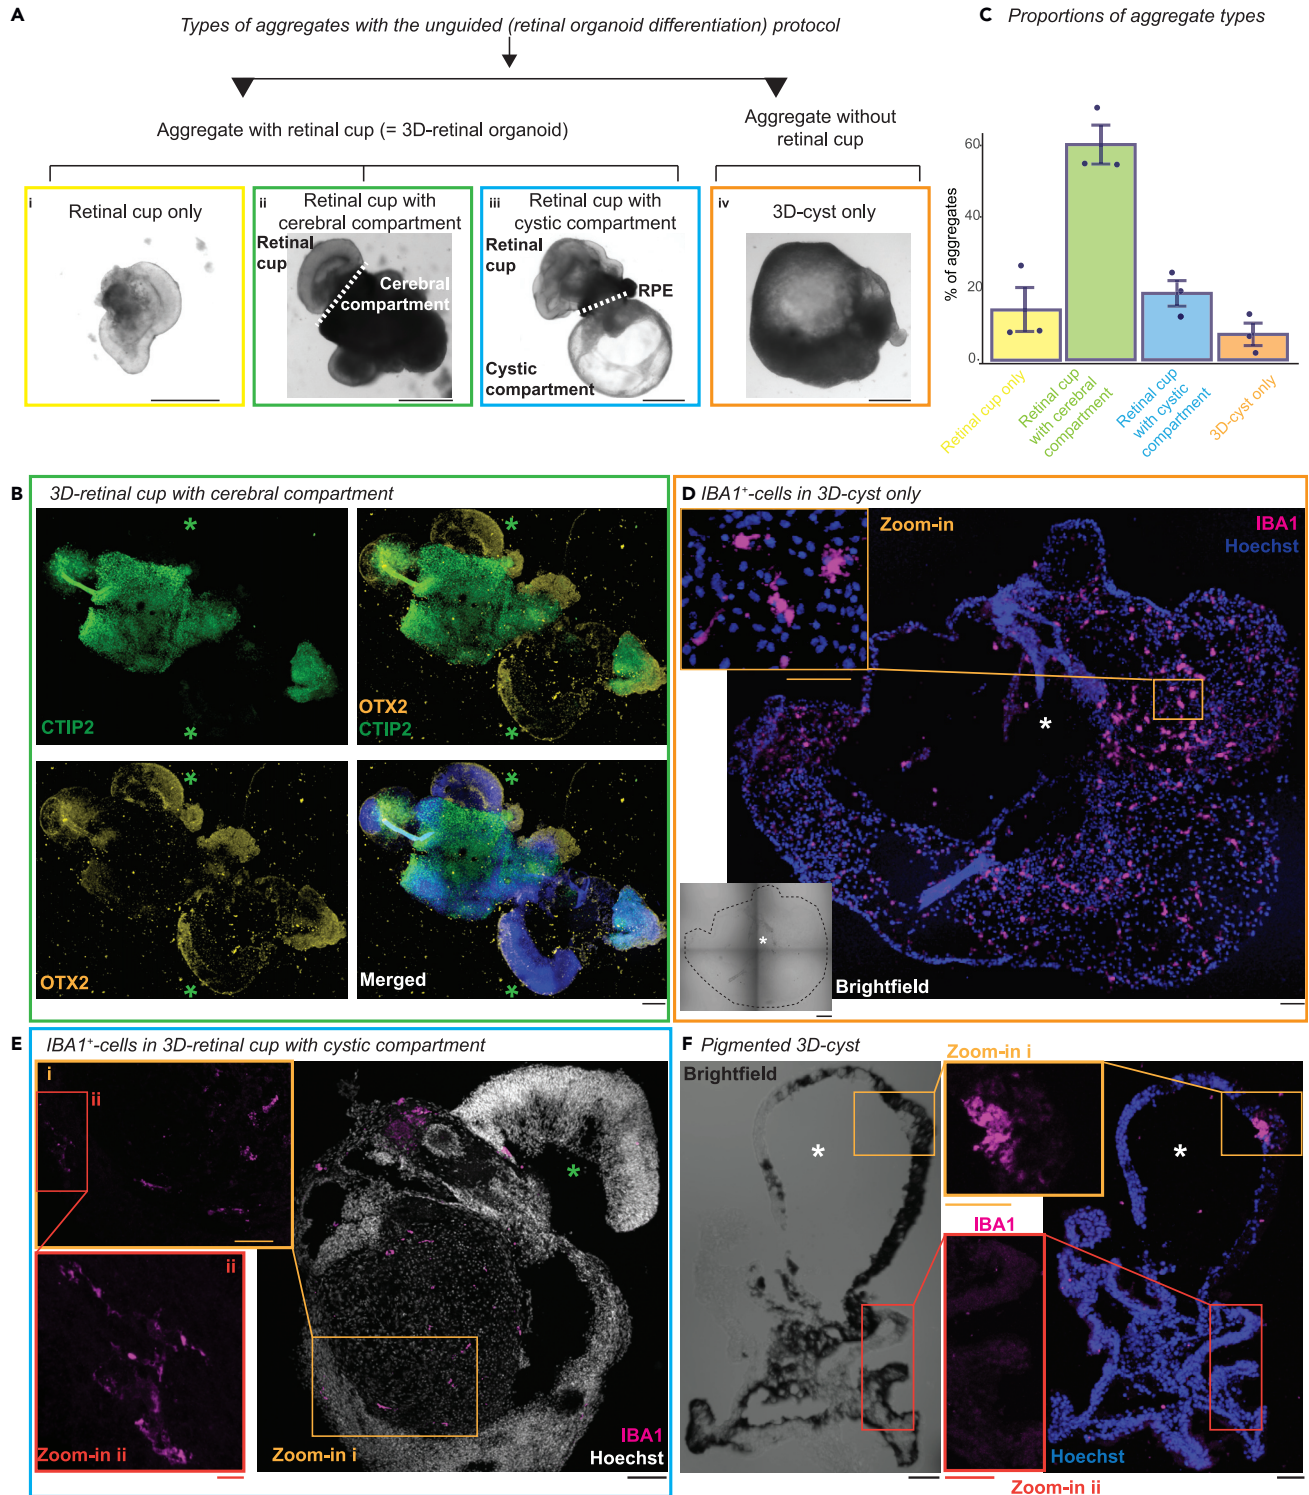 A
Types of aggregates with the unguided (retinal organoid differentiation) protocol
Aggregate with retinal cup (= 3D-retinal organoid)
Aggregate without
retinal cup
i
Retinal cup only
ii
Retinal cup with
cerebral compartment
Retinal
cup
Cerebral
compartment
iii
Retinal cup with
cystic compartment
Retinal
cup
RPE
Cystic
compartment
iv
3D-cyst only
C Proportions of aggregate types
% of aggregates
60
40
20
0
Retinal cup only
Retinal cup
with cerebral
compartment
Retinal cup
with cystic
compartment
3D-cyst only
B 3D-retinal cup with cerebral compartment
*
CTIP2
*
*
OTX2
CTIP2
*
*
OTX2
*
*
Merged
*
D IBA1⁺-cells in 3D-cyst only
Zoom-in
IBA1
Hoechst
*
*
Brightfield
E IBA1⁺-cells in 3D-retinal cup with cystic compartment
i
ii
*
ii
Zoom-in ii
Zoom-in i
IBA1
Hoechst
F Pigmented 3D-cyst
Brightfield
*
Zoom-in i
*
IBA1
Hoechst
Zoom-in ii